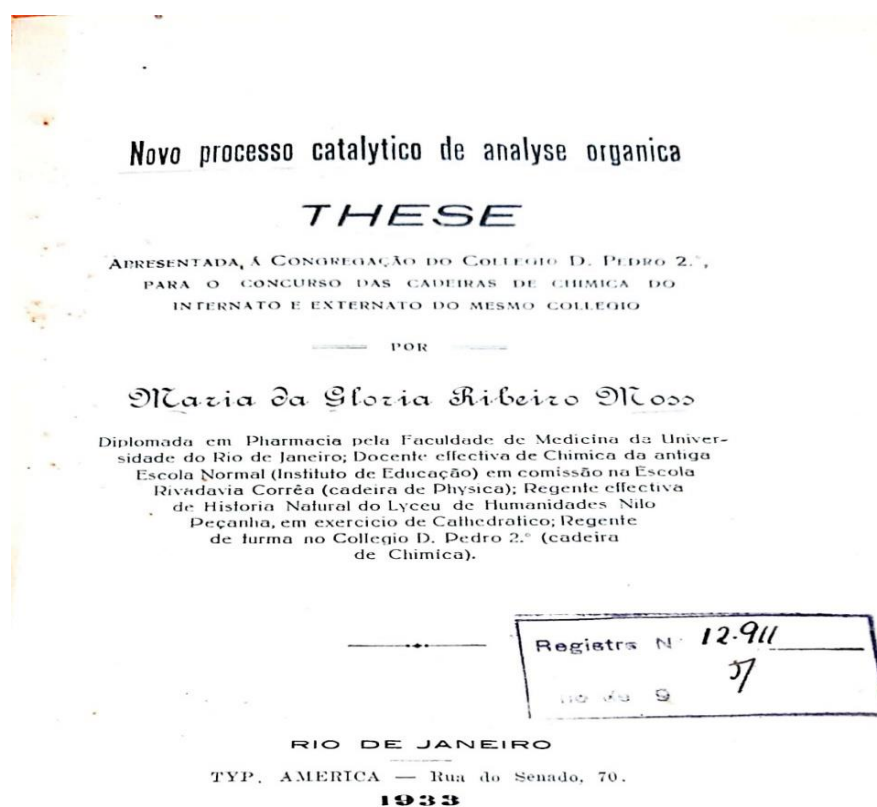 Novo processo catalytico de analyse organica
THESE
APRESENTADA, Á CONGREGAÇÃO DO COLLEGIO D. PEDRO 2.º,
PARA O CONCURSO DAS CADEIRAS DE CHIMICA DO
INTERNATO E EXTERNATO DO MESMO COLLEGIO
POR
Maria da Gloria Ribeiro Moss
Diplomada em Pharmacia pela Faculdade de Medicina da Univer-
sidade do Rio de Janeiro; Docente effectiva de Chimica da antiga
Escola Normal (Instituto de Educação) em comissão na Escola
Rivadavia Corrêa (cadeira de Physica); Regente effectiva
de Historia Natural do Lyceu de Humanidades Nilo
Peçanha, em exercicio de Cathedratico; Regente
de turma no Collegio D. Pedro 2.º (cadeira
de Chimica).
Registro N. 12.911
RIO DE JANEIRO
TYP. AMERICA — Rua do Senado, 70.
1933